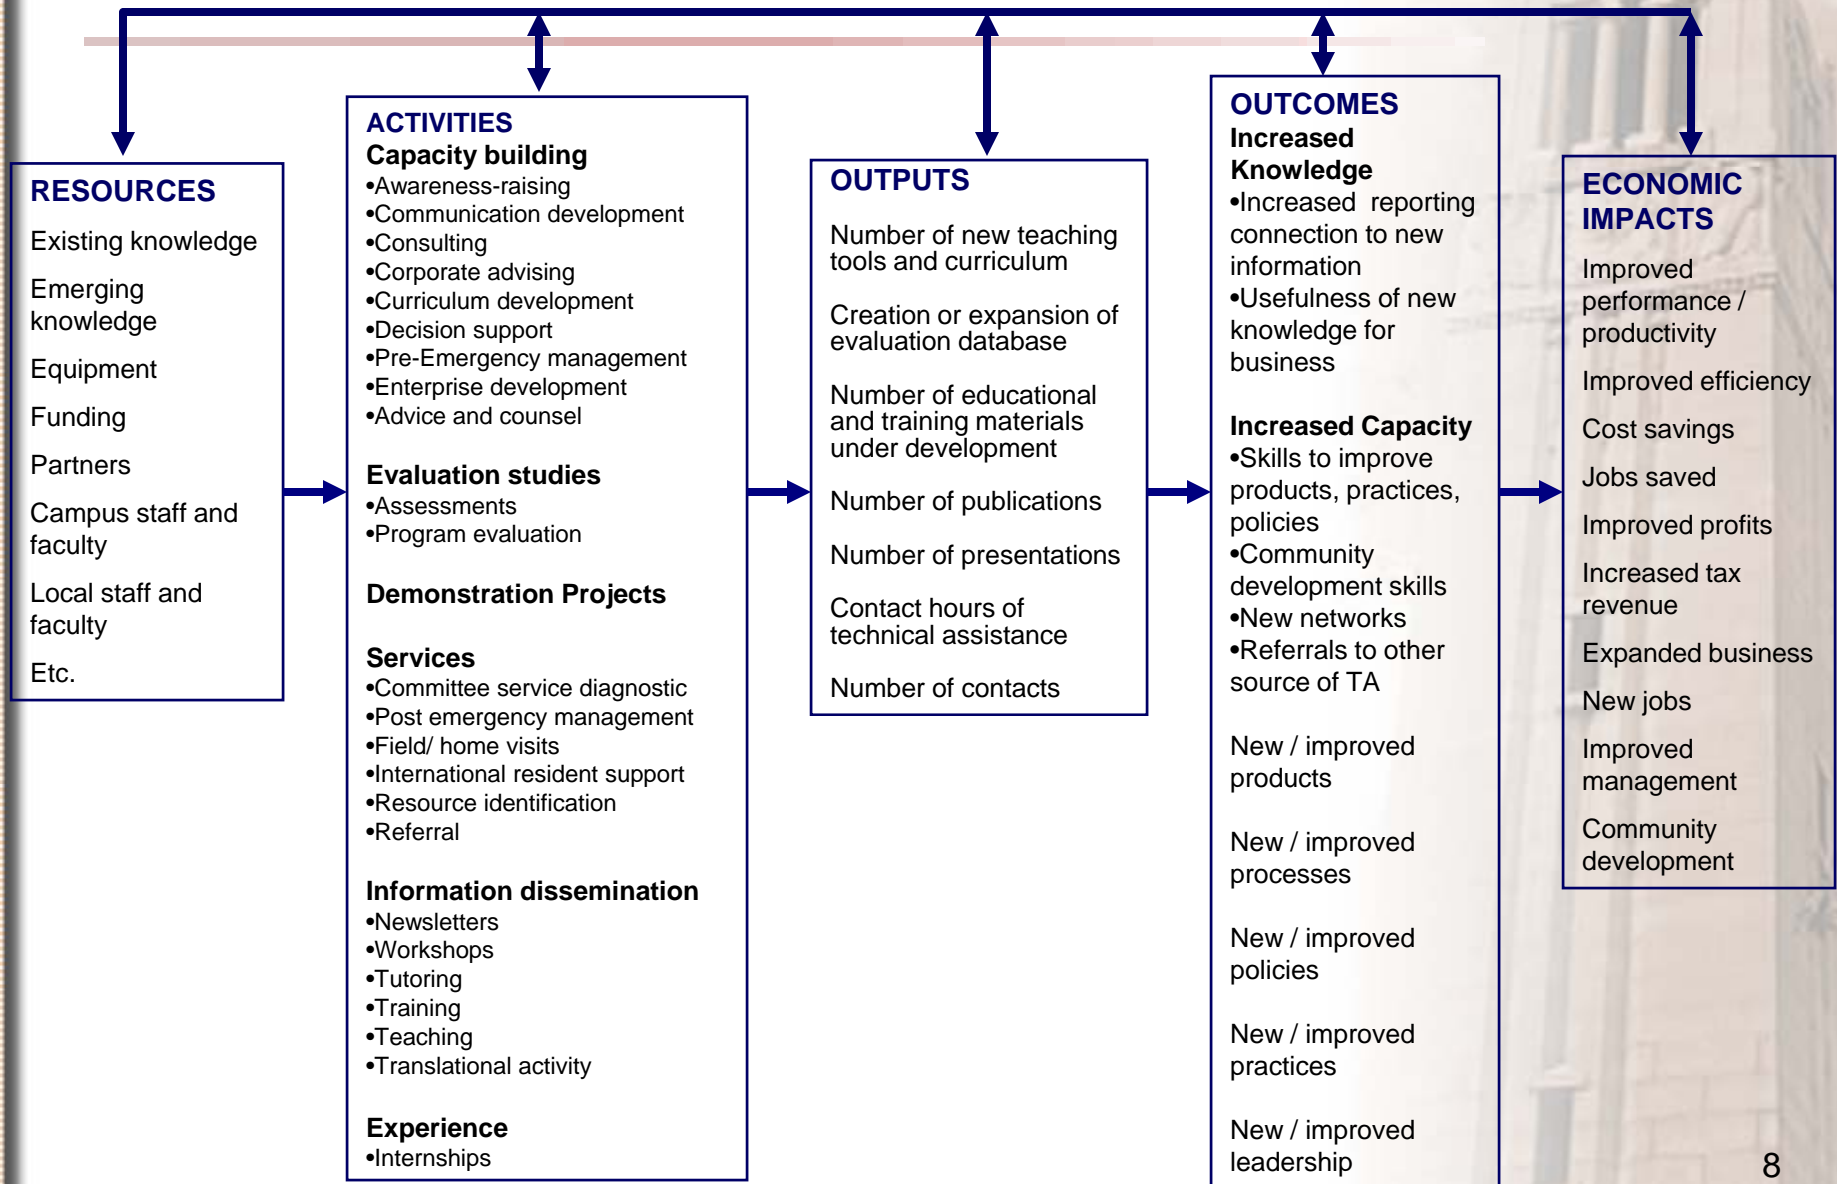 RESOURCES
Existing knowledge
Emerging
knowledge
Equipment
Funding
Partners
Campus staff and
faculty
Local staff and
faculty
Etc.
ACTIVITIES
Capacity building
•Awareness-raising
•Communication development
•Consulting
•Corporate advising
•Curriculum development
•Decision support
•Pre-Emergency management
•Enterprise development
•Advice and counsel
Evaluation studies
•Assessments
•Program evaluation
Demonstration Projects
Services
•Committee service diagnostic
•Post emergency management
•Field/ home visits
•International resident support
•Resource identification
•Referral
Information dissemination
•Newsletters
•Workshops
•Tutoring
•Training
•Teaching
•Translational activity
Experience
•Internships
OUTPUTS
Number of new teaching
tools and curriculum
Creation or expansion of
evaluation database
Number of educational
and training materials
under development
Number of publications
Number of presentations
Contact hours of
technical assistance
Number of contacts
OUTCOMES
Increased
Knowledge
•Increased reporting
connection to new
information
•Usefulness of new
knowledge for
business
Increased Capacity
•Skills to improve
products, practices,
policies
•Community
development skills
•New networks
•Referrals to other
source of TA
New / improved
products
New / improved
processes
New / improved
policies
New / improved
practices
New / improved
leadership
ECONOMIC
IMPACTS
Improved
performance /
productivity
Improved efficiency
Cost savings
Jobs saved
Improved profits
Increased tax
revenue
Expanded business
New jobs
Improved
management
Community
development
8